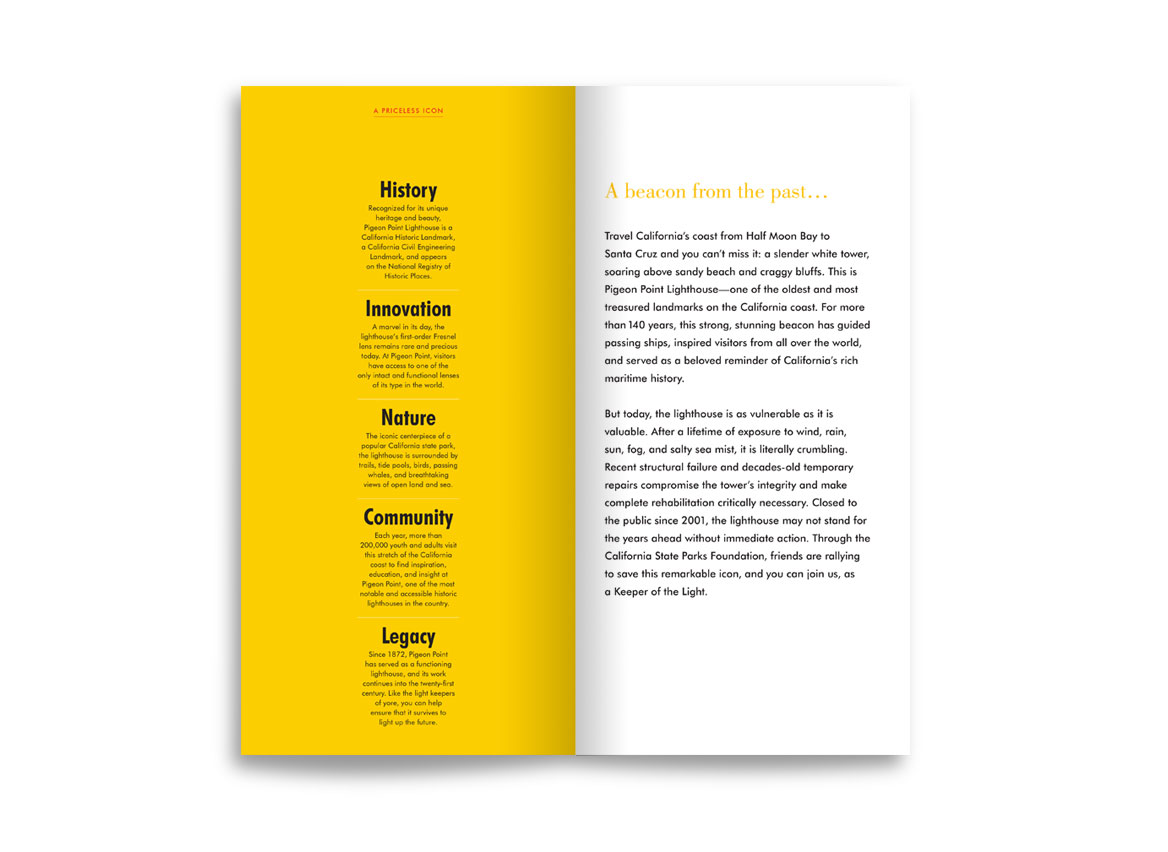 A PRICELESS ICON
History
Recognized for its unique
heritage and beauty,
Pigeon Point Lighthouse is a
California Historic Landmark,
a California Civil Engineering
Landmark, and appears
on the National Registry of
Historic Places.
Innovation
A marvel in its day, the
lighthouse's first-order Fresnel
lens remains rare and precious
today. At Pigeon Point, visitors
have access to one of the
only intact and functional lenses
of its type in the world.
Nature
The iconic centerpiece of a
popular California state park,
the lighthouse is surrounded by
trails, tide pools, birds, passing
whales, and breathtaking
views of open land and sea.
Community
Each year, more than
200,000 youth and adults visit
this stretch of the California
coast to find inspiration,
education, and insight at
Pigeon Point, one of the most
notable and accessible historic
lighthouses in the country.
Legacy
Since 1872, Pigeon Point
has served as a functioning
lighthouse, and its work
continues into the twenty-first
century. Like the light keepers
of yore, you can help
ensure that it survives to
light up the future.
A beacon from the past...
Travel California's coast from Half Moon Bay to
Santa Cruz and you can't miss it: a slender white tower,
soaring above sandy beach and craggy bluffs. This is
Pigeon Point Lighthouse—one of the oldest and most
treasured landmarks on the California coast. For more
than 140 years, this strong, stunning beacon has guided
passing ships, inspired visitors from all over the world,
and served as a beloved reminder of California's rich
maritime history.
But today, the lighthouse is as vulnerable as it is
valuable. After a lifetime of exposure to wind, rain,
sun, fog, and salty sea mist, it is literally crumbling.
Recent structural failure and decades-old temporary
repairs compromise the tower's integrity and make
complete rehabilitation critically necessary. Closed to
the public since 2001, the lighthouse may not stand for
the years ahead without immediate action. Through the
California State Parks Foundation, friends are rallying
to save this remarkable icon, and you can join us, as
a Keeper of the Light.